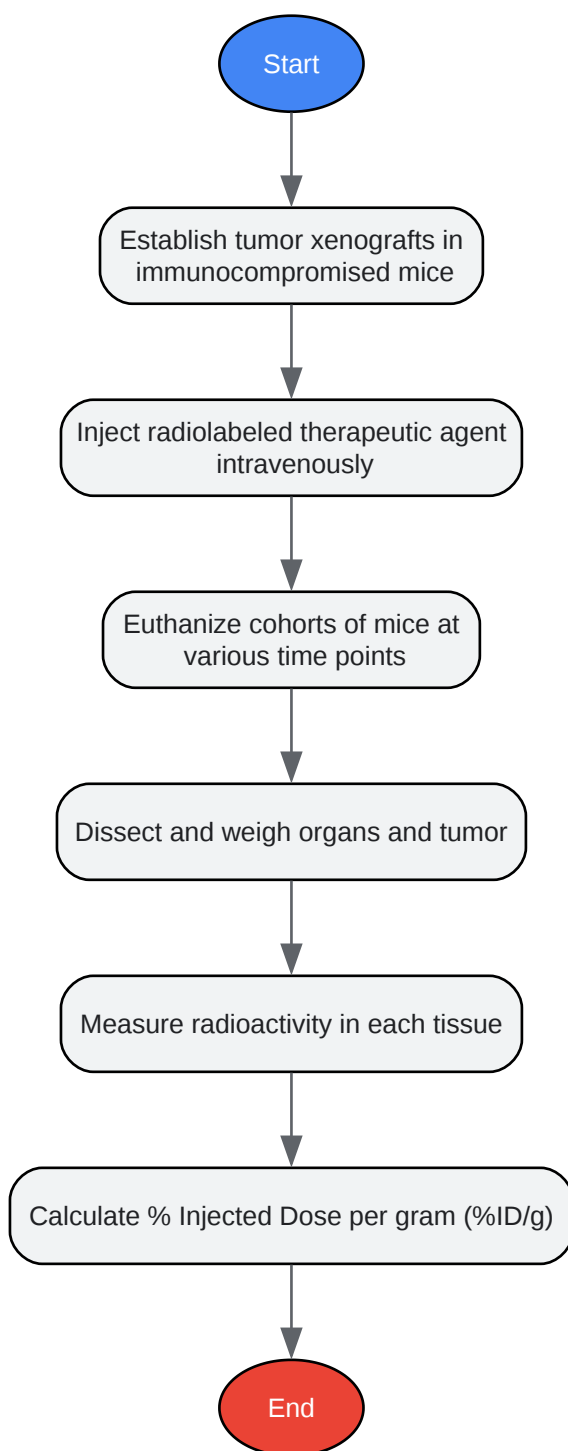 Start
Establish tumor xenografts in
immunocompromised mice
Inject radiolabeled therapeutic agent
intravenously
Euthanize cohorts of mice at
various time points
Dissect and weigh organs and tumor
Measure radioactivity in each tissue
Calculate % Injected Dose per gram (%ID/g)
End